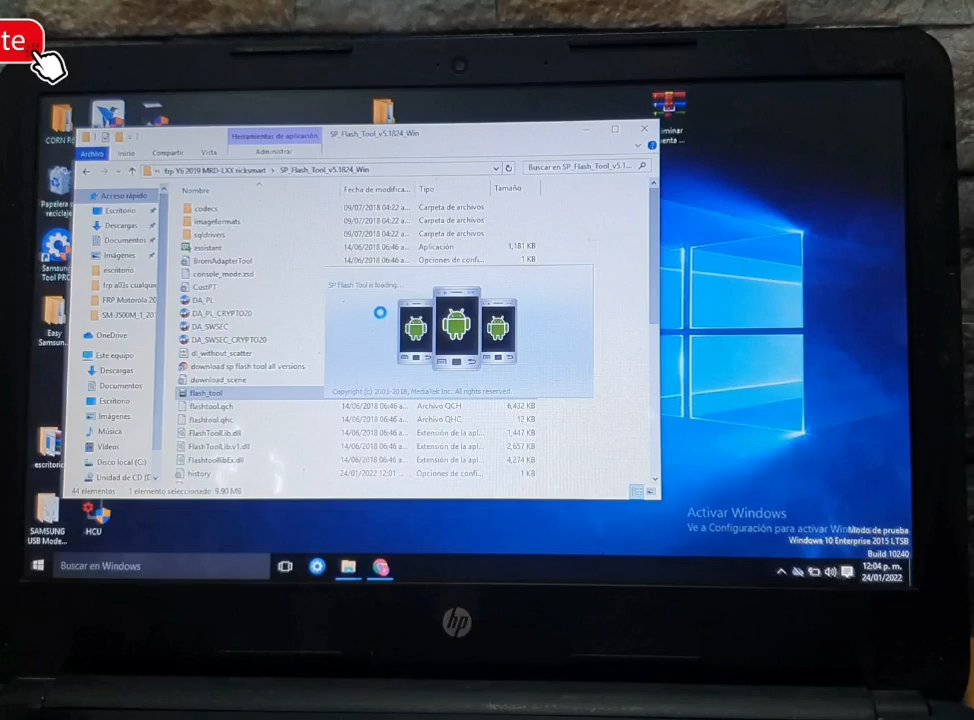 te
CORN RE
Papelera
reciclaje
Samsung
Tool PRO
Easy
Samsun...
escritorio
SAMSUNG
USB Mode...
HCU
Herramientas de aplicación
SP_Flash_Tool_v5.1824_Win
Archivo
Inicio
Compartir
Vista
Administrar
frp Y6 2019 MRD-LXX ricksmart > SP_Flash_Tool_v5.1824_Win
Buscar en SP_Flash_Tool_v5.1...
Acceso rápido
Escritorio
Descargas
Documentos
Imágenes
escritorio
frp a03s cualque
FRP Motorola 20
SM-J500M_1_20
OneDrive
Este equipo
Descargas
Documentos
Escritorio
Imágenes
Música
Vídeos
Disco local (C:)
Unidad de CD (D
Nombre
Fecha de modifica...
Tipo
Tamaño
codecs 09/07/2018 04:22 a... Carpeta de archivos
imageformats 09/07/2018 04:22 a... Carpeta de archivos
sqldrivers 09/07/2018 04:22 a... Carpeta de archivos
assistant 14/06/2018 06:46 a... Aplicación 1,181 KB
BromAdapterTool 14/06/2018 06:46 a... Opciones de confi... 1 KB
console_mode.xsd
CustPT
DA_PL
DA_PL_CRYPTO20
DA_SWSEC
DA_SWSEC_CRYPTO20
dl_without_scatter
download sp flash tool all versions
download_scene
flash_tool
flashtool.qch 14/06/2018 06:46 a... Archivo QCH 6,432 KB
flashtool.qhc 14/06/2018 06:46 a... Archivo QHC 12 KB
FlashToolLib.dll 14/06/2018 06:46 a... Extensión de la apl... 1,447 KB
FlashToolLib.v1.dll 14/06/2018 06:46 a... Extensión de la apl... 2,657 KB
FlashtoollibEx.dll 14/06/2018 06:46 a... Extensión de la apl... 4,274 KB
history 24/01/2022 12:01 ... Opciones de confi... 1 KB
SP Flash Tool is loading...
Copyright (c) 2003-2018, MediaTek Inc. All rights reserved.
44 elementos 1 elemento seleccionado 9.90 MB
Activar Windows
Ve a Configuración para activar Win
Modo de prueba
Windows 10 Enterprise 2015 LTSB
Build 10240
Buscar en Windows
12:04 p. m.
24/01/2022
hp